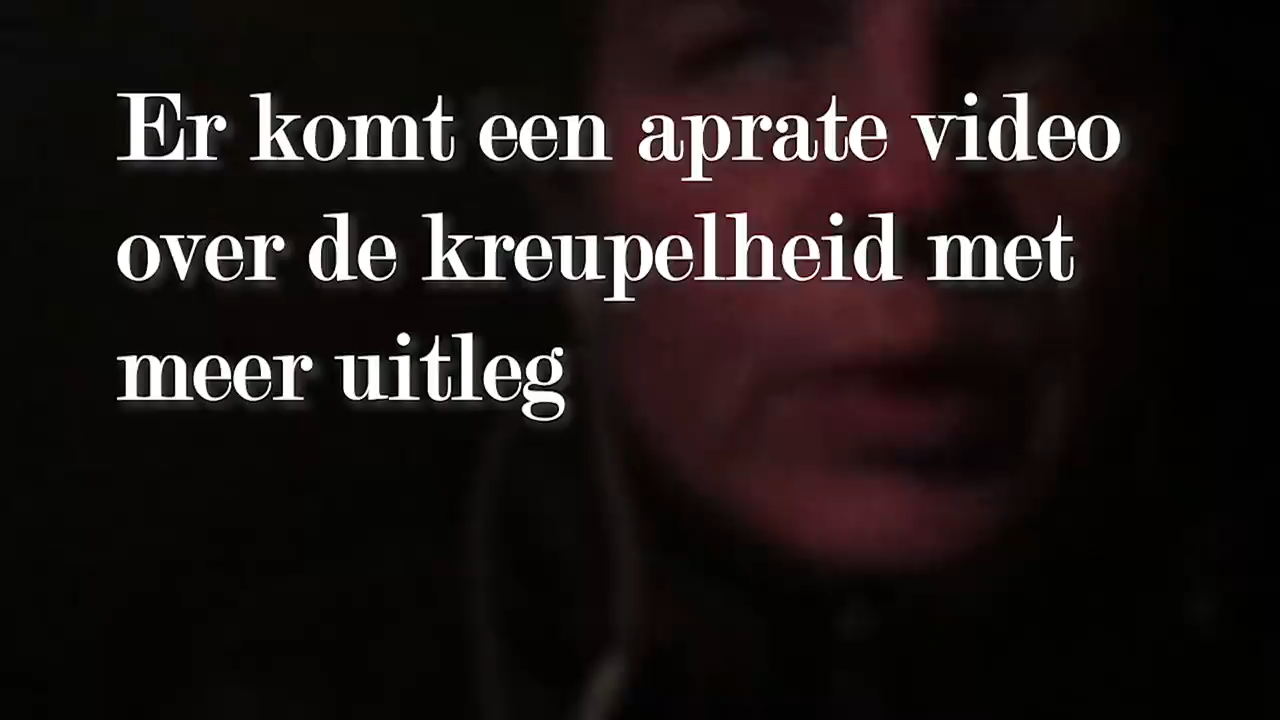 Er komt een aprate video
over de kreupelheid met
meer uitleg